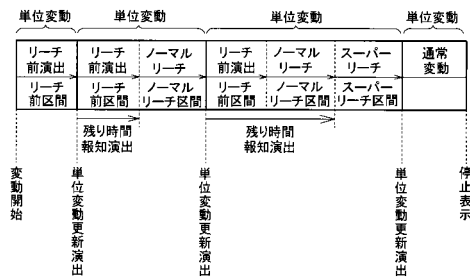 単位変動 単位変動 単位変動 単位変動
リーチ前演出 リーチ前演出 ノーマルリーチ リーチ前演出 ノーマルリーチ スーパーリーチ 通常変動
リーチ前区間 リーチ前区間 ノーマルリーチ区間 リーチ前区間 ノーマルリーチ区間 スーパーリーチ区間
残り時間報知演出 残り時間報知演出
変動開始 単位変動更新演出 単位変動更新演出 単位変動更新演出 停止表示